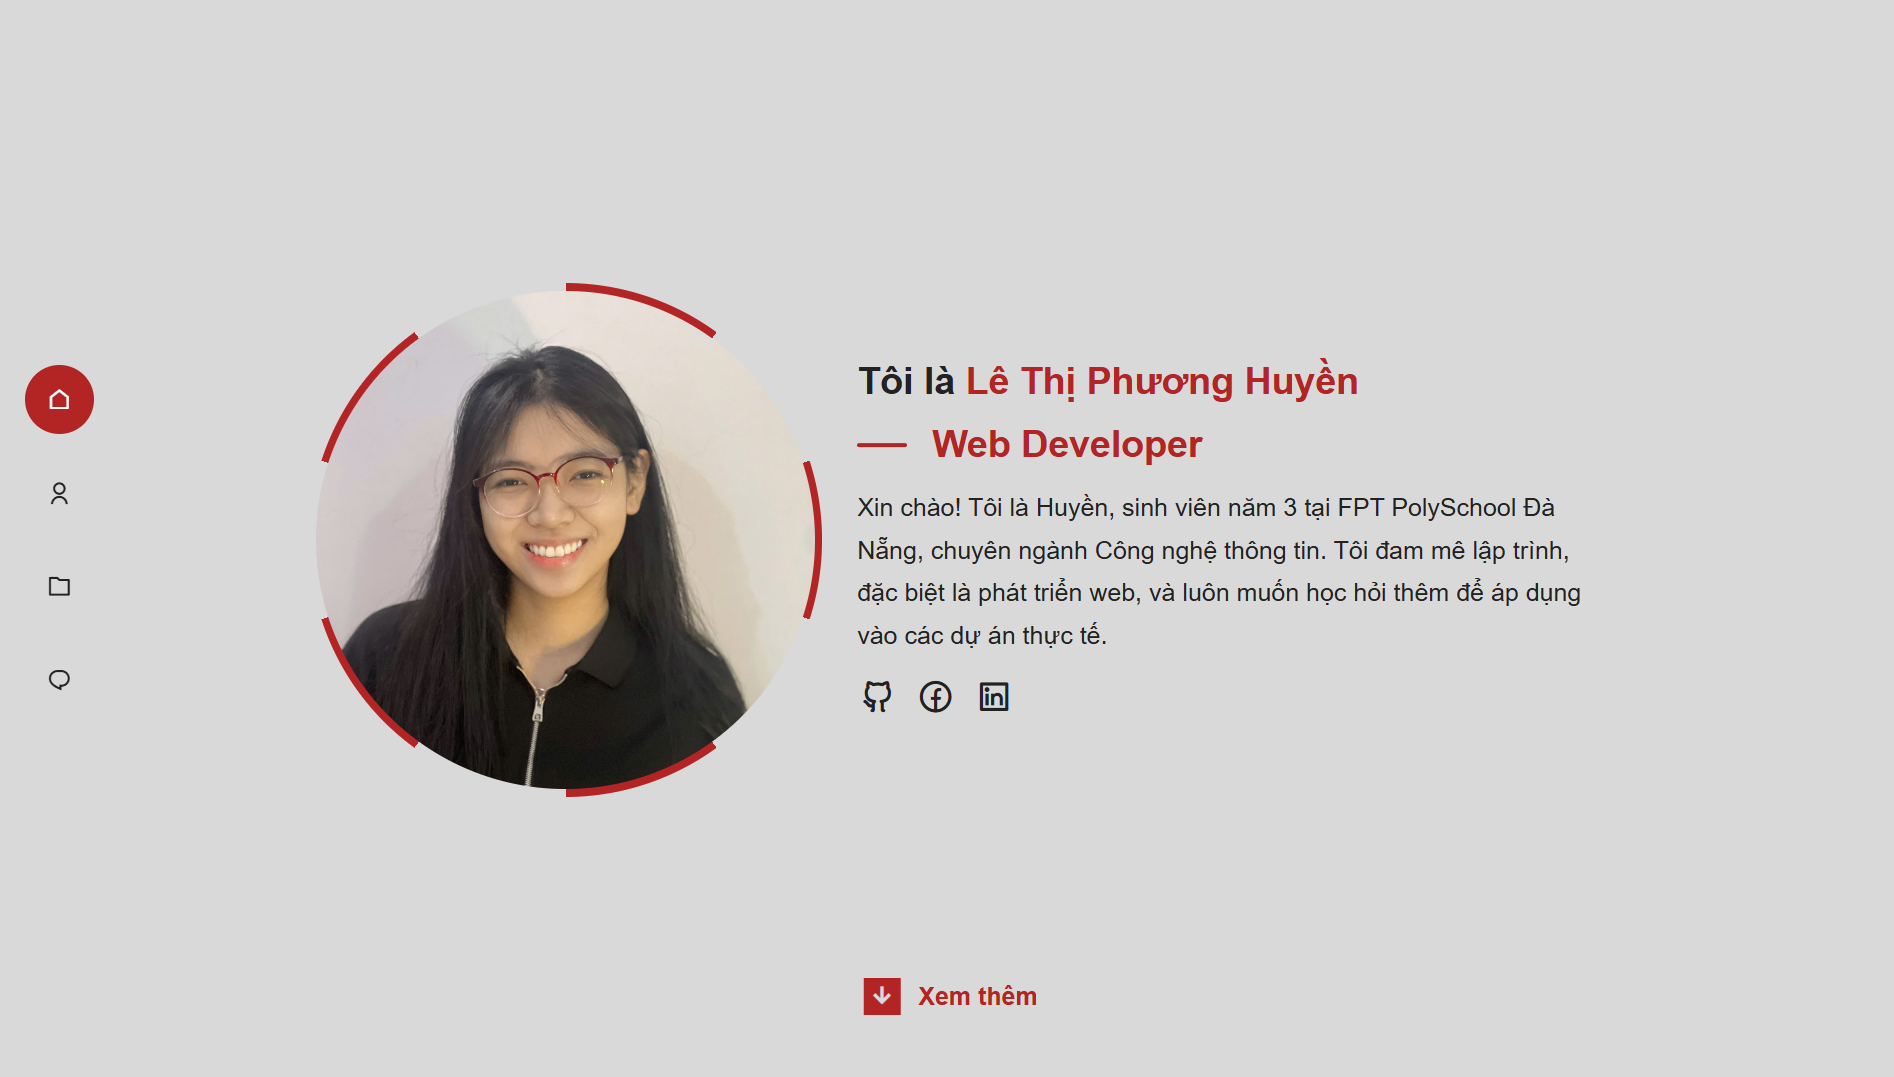 Tôi là Lê Thị Phương Huyền
Web Developer
Xin chào! Tôi là Huyền, sinh viên năm 3 tại FPT PolySchool Đà
Nẵng, chuyên ngành Công nghệ thông tin. Tôi đam mê lập trình,
đặc biệt là phát triển web, và luôn muốn học hỏi thêm để áp dụng
vào các dự án thực tế.
Xem thêm